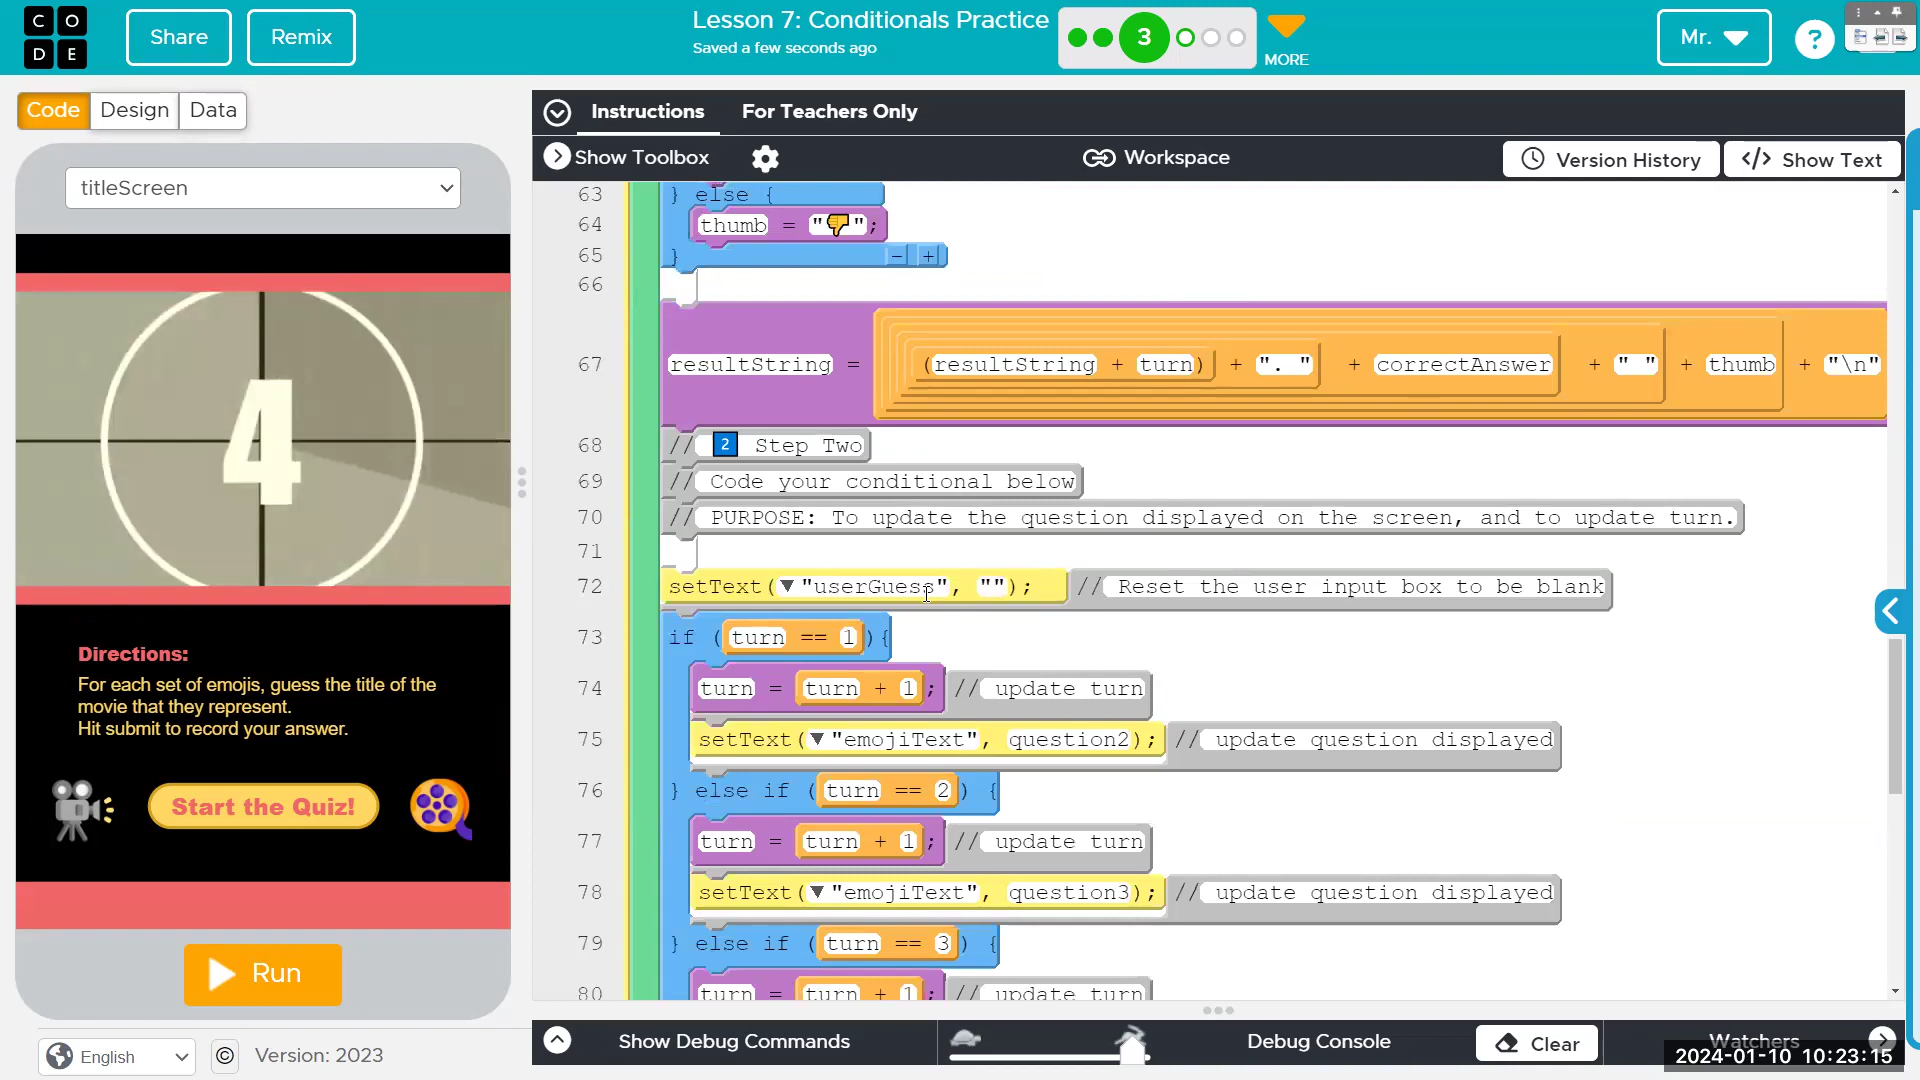 CODE
Share
Remix
Lesson 7: Conditionals Practice
Saved a few seconds ago
3
MORE
Mr.
?
Code
Design
Data
titleScreen
4
Directions:
For each set of emojis, guess the title of the
movie that they represent.
Hit submit to record your answer.
Start the Quiz!
Run
English
©
Version: 2023
Instructions
For Teachers Only
Show Toolbox
Workspace
Version History
</> Show Text
63 } else {
64 thumb = "👎";
65 } - +
66
67 resultString = (resultString + turn) + ". " + correctAnswer + " " + thumb + "\n"
68 // 2 Step Two
69 // Code your conditional below
70 // PURPOSE: To update the question displayed on the screen, and to update turn.
71
72 setText(▼"userGuess", ""); // Reset the user input box to be blank
73 if (turn == 1){
74 turn = turn + 1; // update turn
75 setText(▼"emojiText", question2); // update question displayed
76 } else if (turn == 2) {
77 turn = turn + 1; // update turn
78 setText(▼"emojiText", question3); // update question displayed
79 } else if (turn == 3) {
80 turn = turn + 1; // update turn
Show Debug Commands
Debug Console
Clear
Watchers
2024-01-10 10:23:15